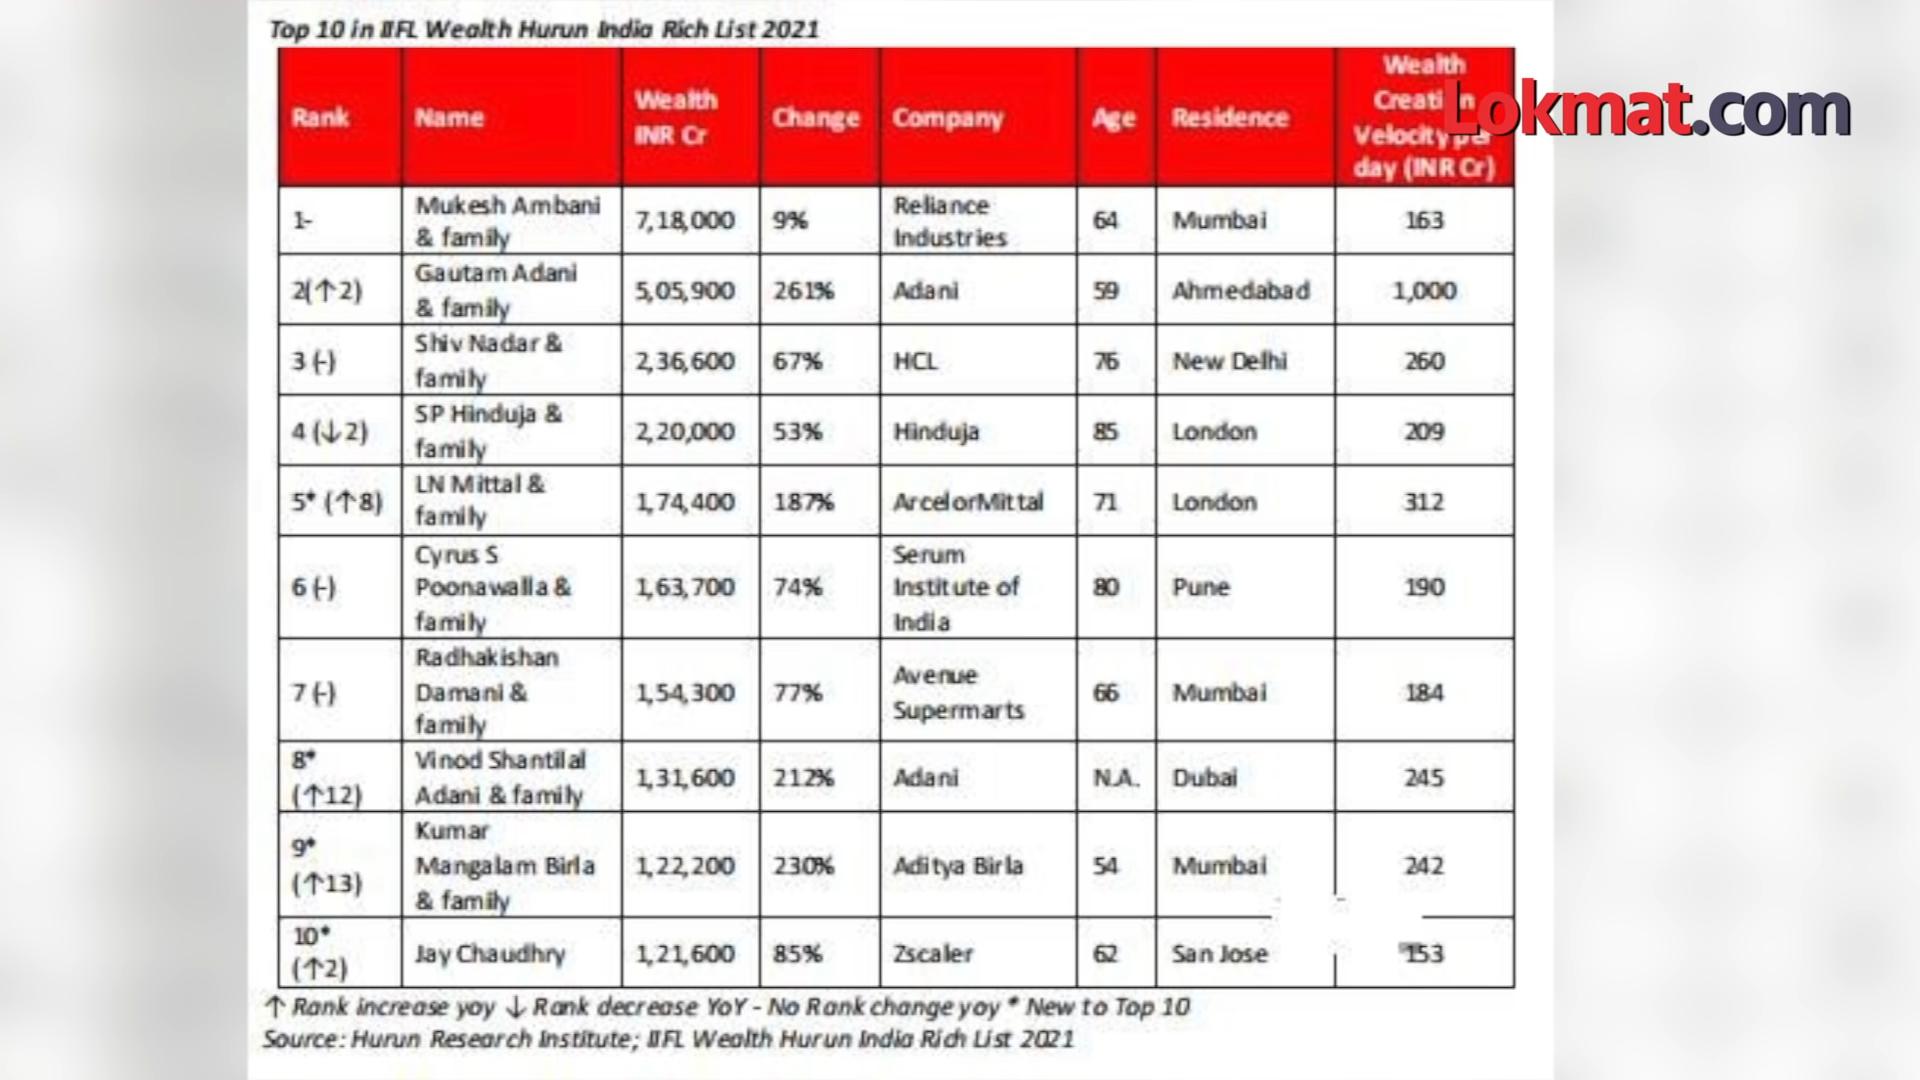 Top 10 in IIFL Wealth Hurun India Rich List 2021
Lokmat.com
Rank Name Wealth INR Cr Change Company Age Residence Wealth Creation Velocity per day (INR Cr)
1- Mukesh Ambani & family 7,18,000 9% Reliance Industries 64 Mumbai 163
2(↑2) Gautam Adani & family 5,05,900 261% Adani 59 Ahmedabad 1,000
3 (-) Shiv Nadar & family 2,36,600 67% HCL 76 New Delhi 260
4 (↓2) SP Hinduja & family 2,20,000 53% Hinduja 85 London 209
5* (↑8) LN Mittal & family 1,74,400 187% ArcelorMittal 71 London 312
6 (-) Cyrus S Poonawalla & family 1,63,700 74% Serum Institute of India 80 Pune 190
7 (-) Radhakishan Damani & family 1,54,300 77% Avenue Supermarts 66 Mumbai 184
8* (↑12) Vinod Shantilal Adani & family 1,31,600 212% Adani N.A. Dubai 245
9* (↑13) Kumar Mangalam Birla & family 1,22,200 230% Aditya Birla 54 Mumbai 242
10* (↑2) Jay Chaudhry 1,21,600 85% Zscaler 62 San Jose 153
↑ Rank increase yoy ↓ Rank decrease YoY - No Rank change yoy * New to Top 10
Source: Hurun Research Institute; IIFL Wealth Hurun India Rich List 2021